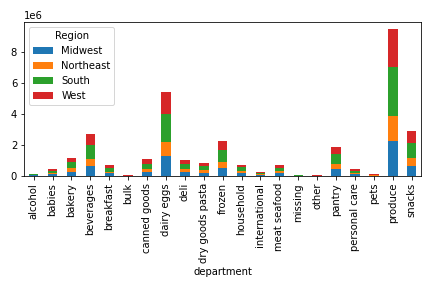 1e6
Region
Midwest
Northeast
South
West
8
6
4
2
0
alcohol
babies
bakery
beverages
breakfast
bulk
canned goods
dairy eggs
deli
dry goods pasta
frozen
household
international
meat seafood
missing
other
pantry
personal care
pets
produce
snacks
department